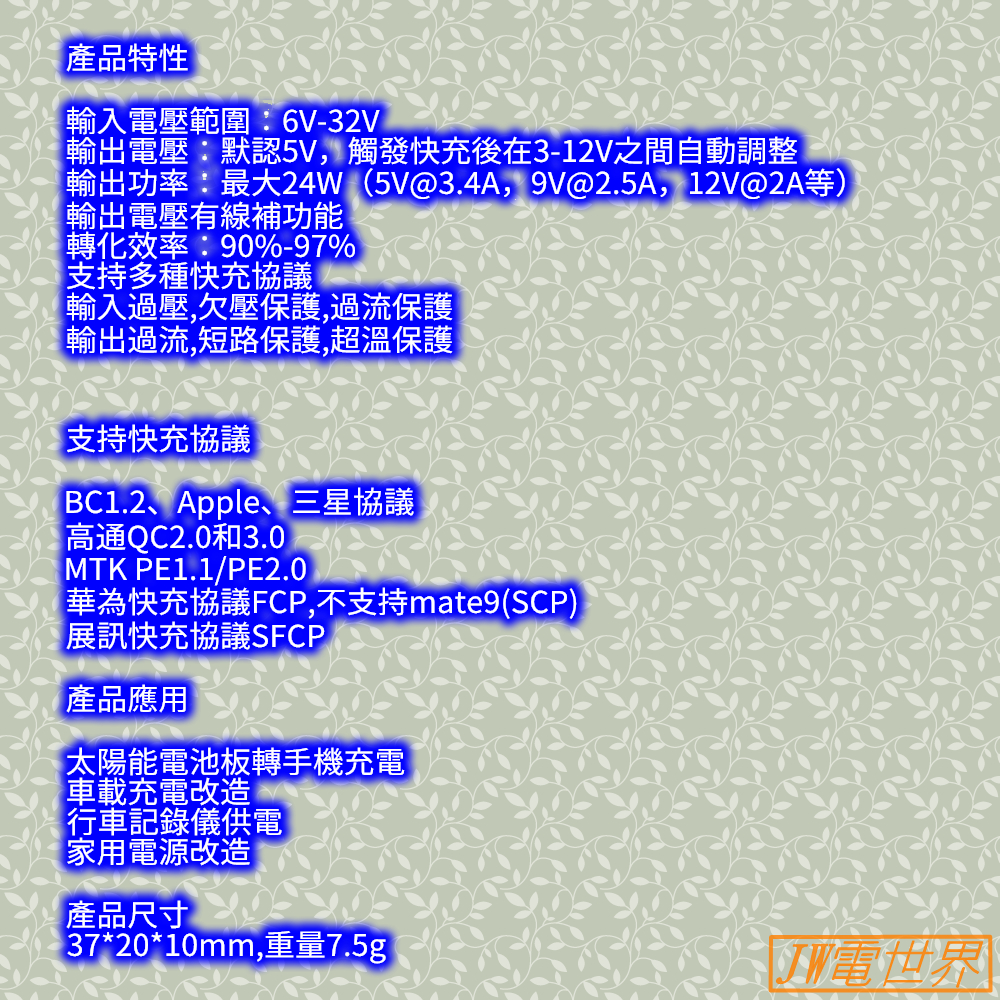 產品特性
輸入電壓範圍：6V-32V
輸出電壓：默認5V，觸發快充後在3-12V之間自動調整
輸出功率：最大24W（5V@3.4A，9V@2.5A，12V@2A等）
輸出電壓有線補功能
轉化效率：90%-97%
支持多種快充協議
輸入過壓,欠壓保護,過流保護
輸出過流,短路保護,超溫保護
支持快充協議
BC1.2、Apple、三星協議
高通QC2.0和3.0
MTK PE1.1/PE2.0
華為快充協議FCP,不支持mate9(SCP)
展訊快充協議SFCP
產品應用
太陽能電池板轉手機充電
車載充電改造
行車記錄儀供電
家用電源改造
產品尺寸
37*20*10mm,重量7.5g
JW電世界